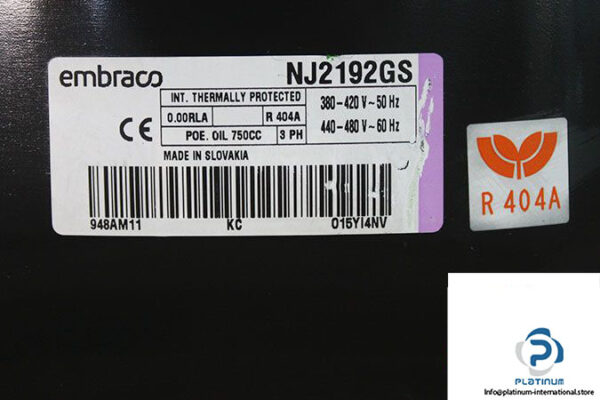 embraco NJ2192GS
INT. THERMALLY PROTECTED
380-420 V~50 Hz
0.00RLA R 404A
440-480 V~60 Hz
POE. OIL 750CC 3 PH
CE
MADE IN SLOVAKIA
948AM11 KC 015YI4NV
R 404A
PLATINUM
Info@platinum-international.store